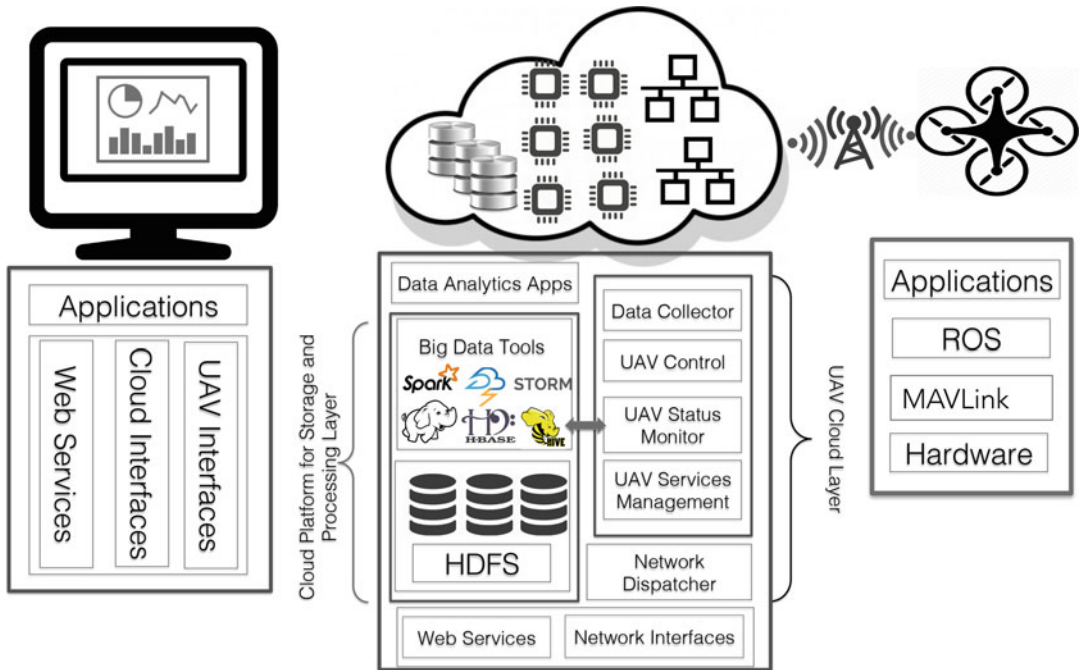 Applications
Web Services
Cloud Interfaces
UAV Interfaces
Cloud Platform for Storage and
Processing Layer
Data Analytics Apps
Big Data Tools
Spark
STORM
H BASE
HIVE
HDFS
Data Collector
UAV Control
UAV Status
Monitor
UAV Services
Management
Network
Dispatcher
Web Services
Network Interfaces
UAV Cloud Layer
Applications
ROS
MAVLink
Hardware